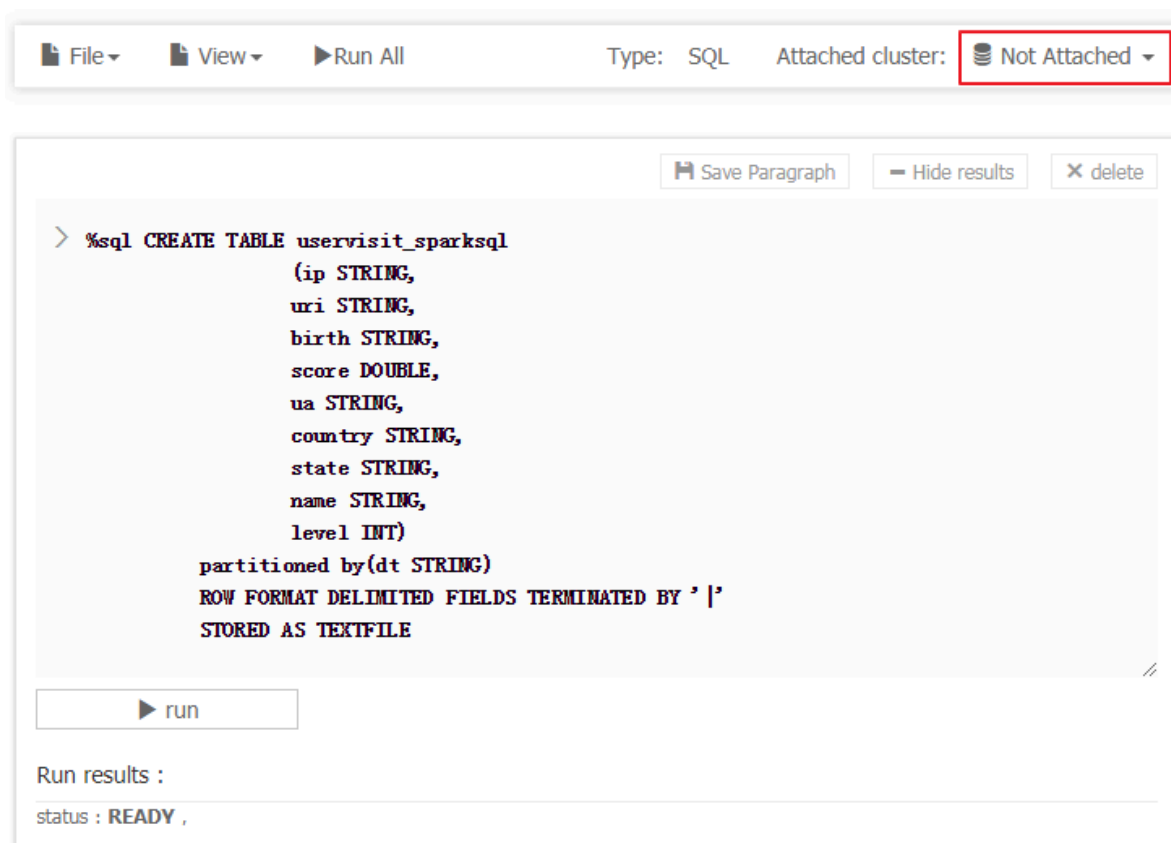 File View Run All Type: SQL Attached cluster: Not Attached
Save Paragraph Hide results delete
> %sql CREATE TABLE uservisit_sparksql
(ip STRING,
uri STRING,
birth STRING,
score DOUBLE,
ua STRING,
country STRING,
state STRING,
name STRING,
level INT)
partitioned by(dt STRING)
ROW FORMAT DELIMITED FIELDS TERMINATED BY '|'
STORED AS TEXTFILE
run
Run results :
status : READY ,